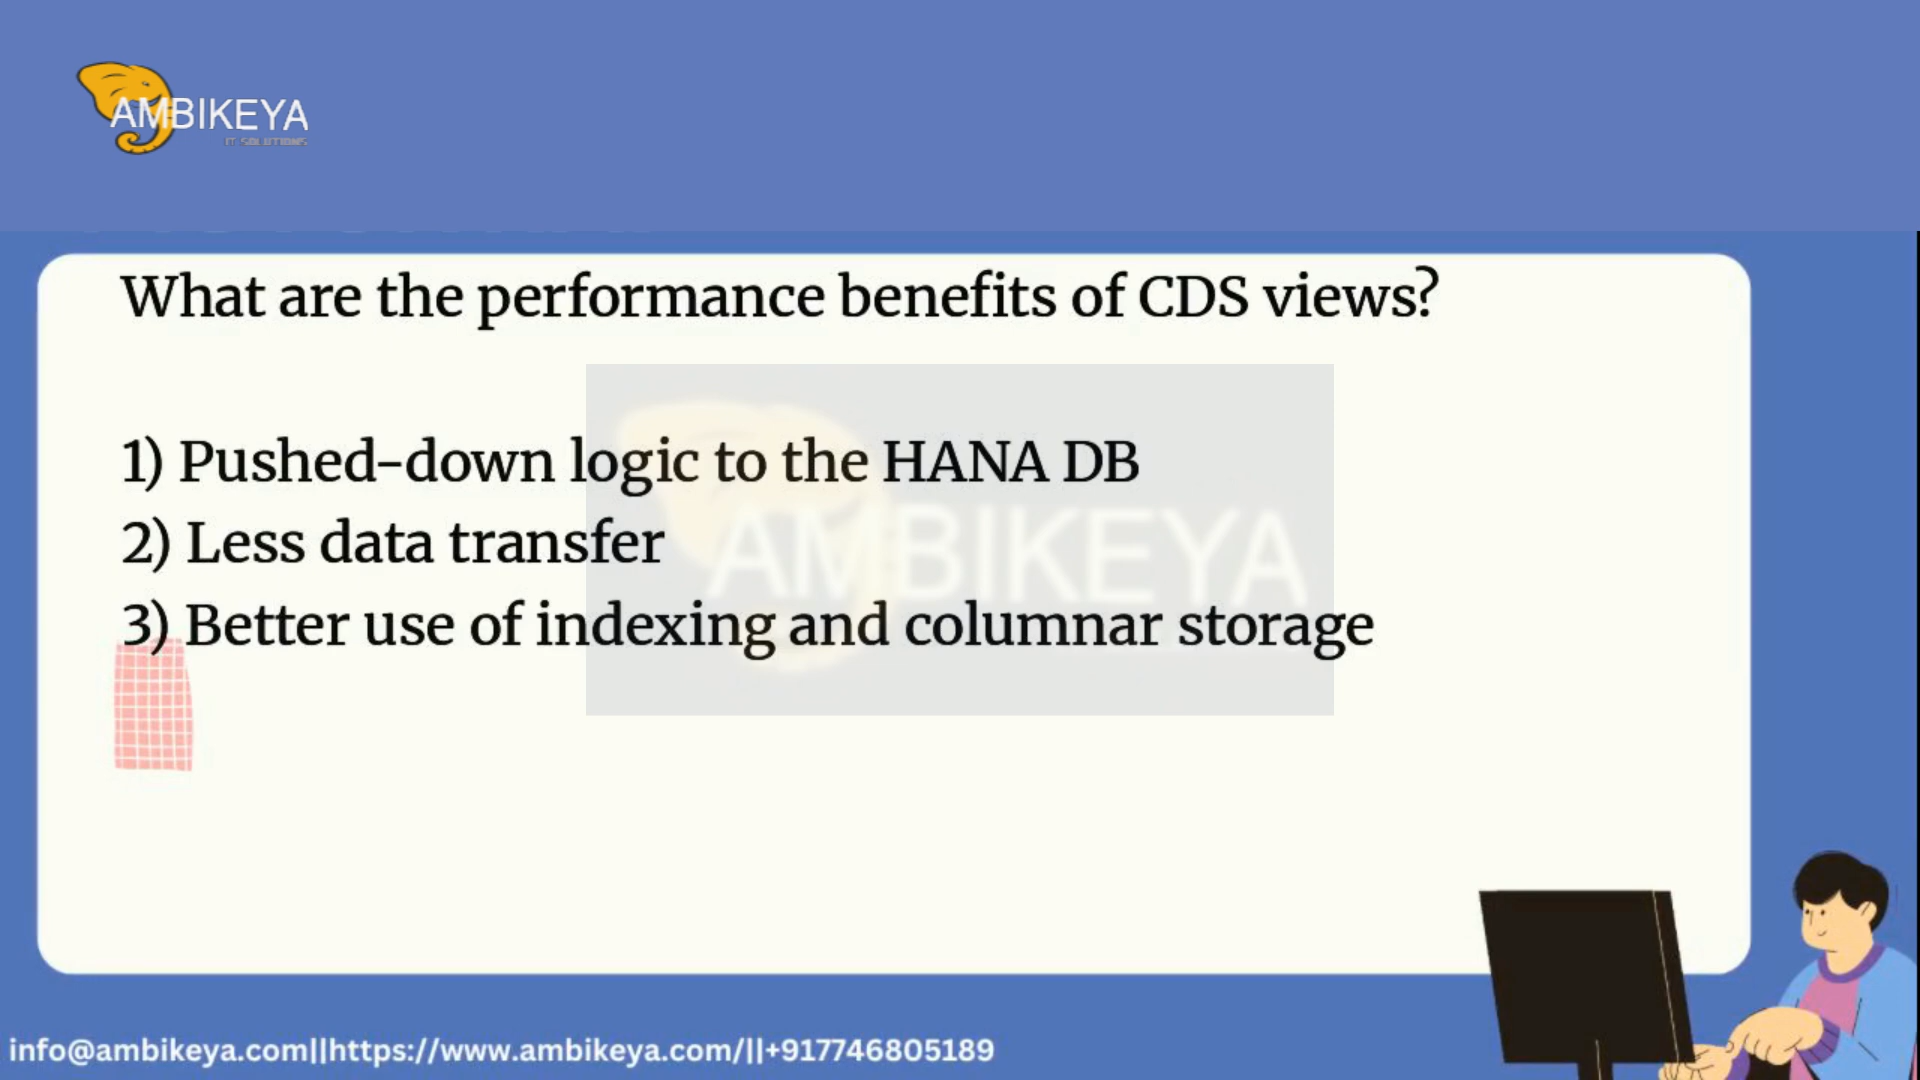 AMBIKEYA
IT SOLUTIONS
What are the performance benefits of CDS views?
1) Pushed-down logic to the HANA DB
2) Less data transfer
AMBIKEYA
3) Better use of indexing and columnar storage
info@ambikeya.com||https://www.ambikeya.com/||+917746805189